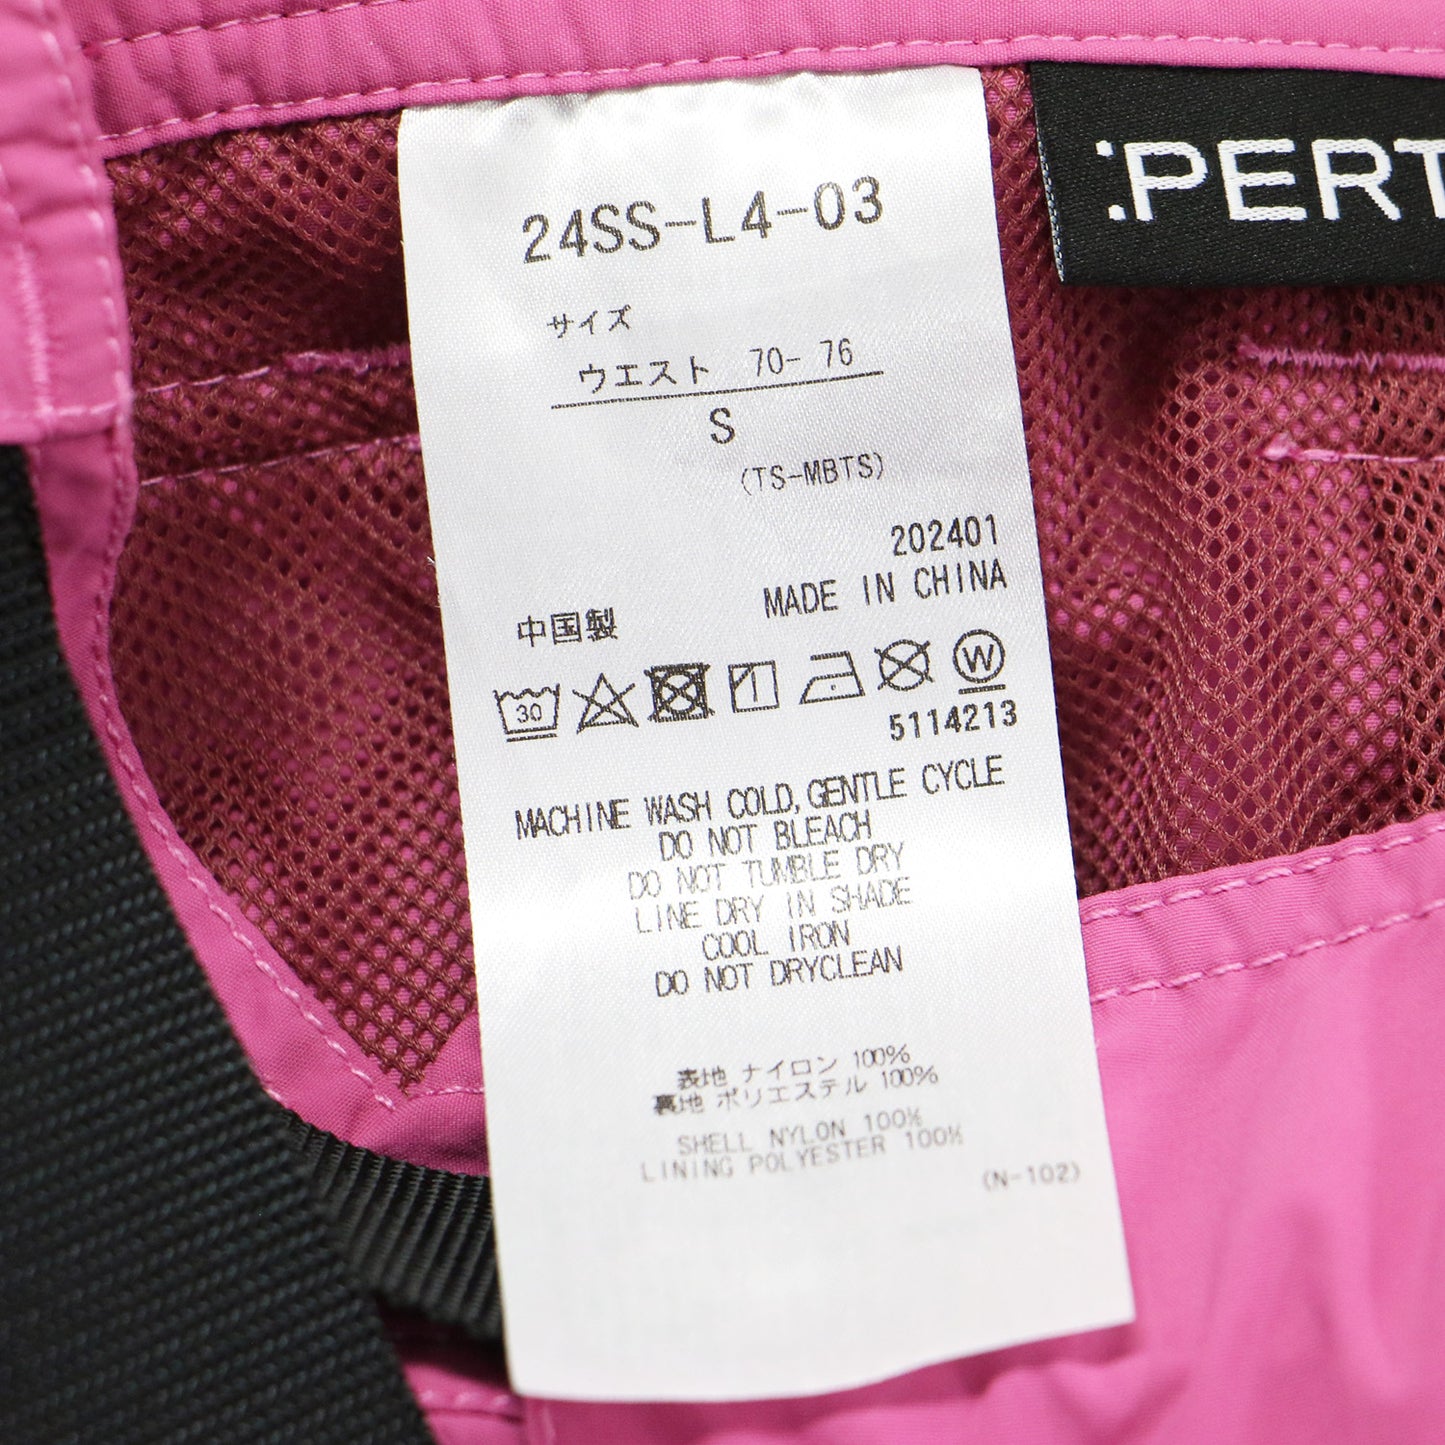 :PERT
24SS-L4-03
サイズ
ウエスト 70- 76
S
(TS-MBTS)
202401
MADE IN CHINA
中国製
30
W
5114213
MACHINE WASH COLD, GENTLE CYCLE
DO NOT BLEACH
DO NOT TUMBLE DRY
LINE DRY IN SHADE
COOL IRON
DO NOT DRYCLEAN
表地 ナイロン 100%
裏地 ポリエステル 100%
SHELL NYLON 100%
LINING POLYESTER 100%
(N-102)